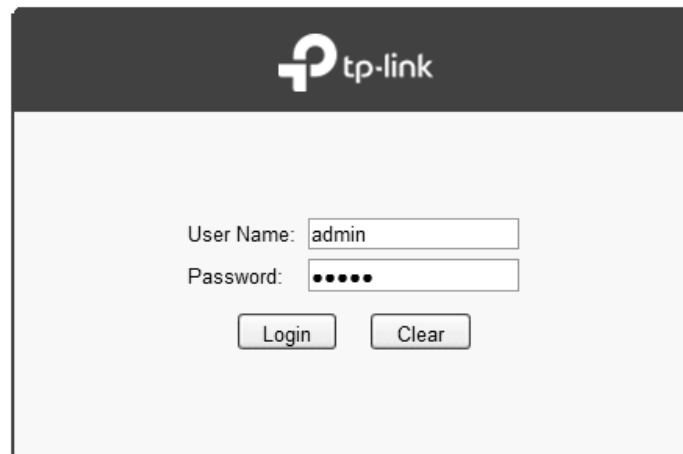 tp-link
User Name: admin
Password: •••••
Login Clear